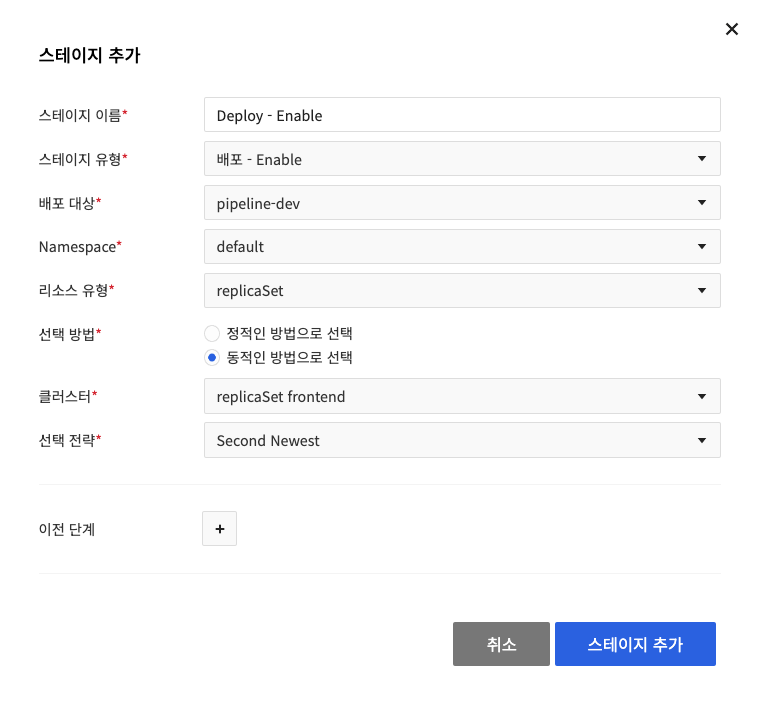 스테이지 추가
스테이지 이름* Deploy - Enable
스테이지 유형* 배포 - Enable
배포 대상* pipeline-dev
Namespace* default
리소스 유형* replicaSet
선택 방법* 정적인 방법으로 선택
동적인 방법으로 선택
클러스터* replicaSet frontend
선택 전략* Second Newest
이전 단계 +
취소 스테이지 추가